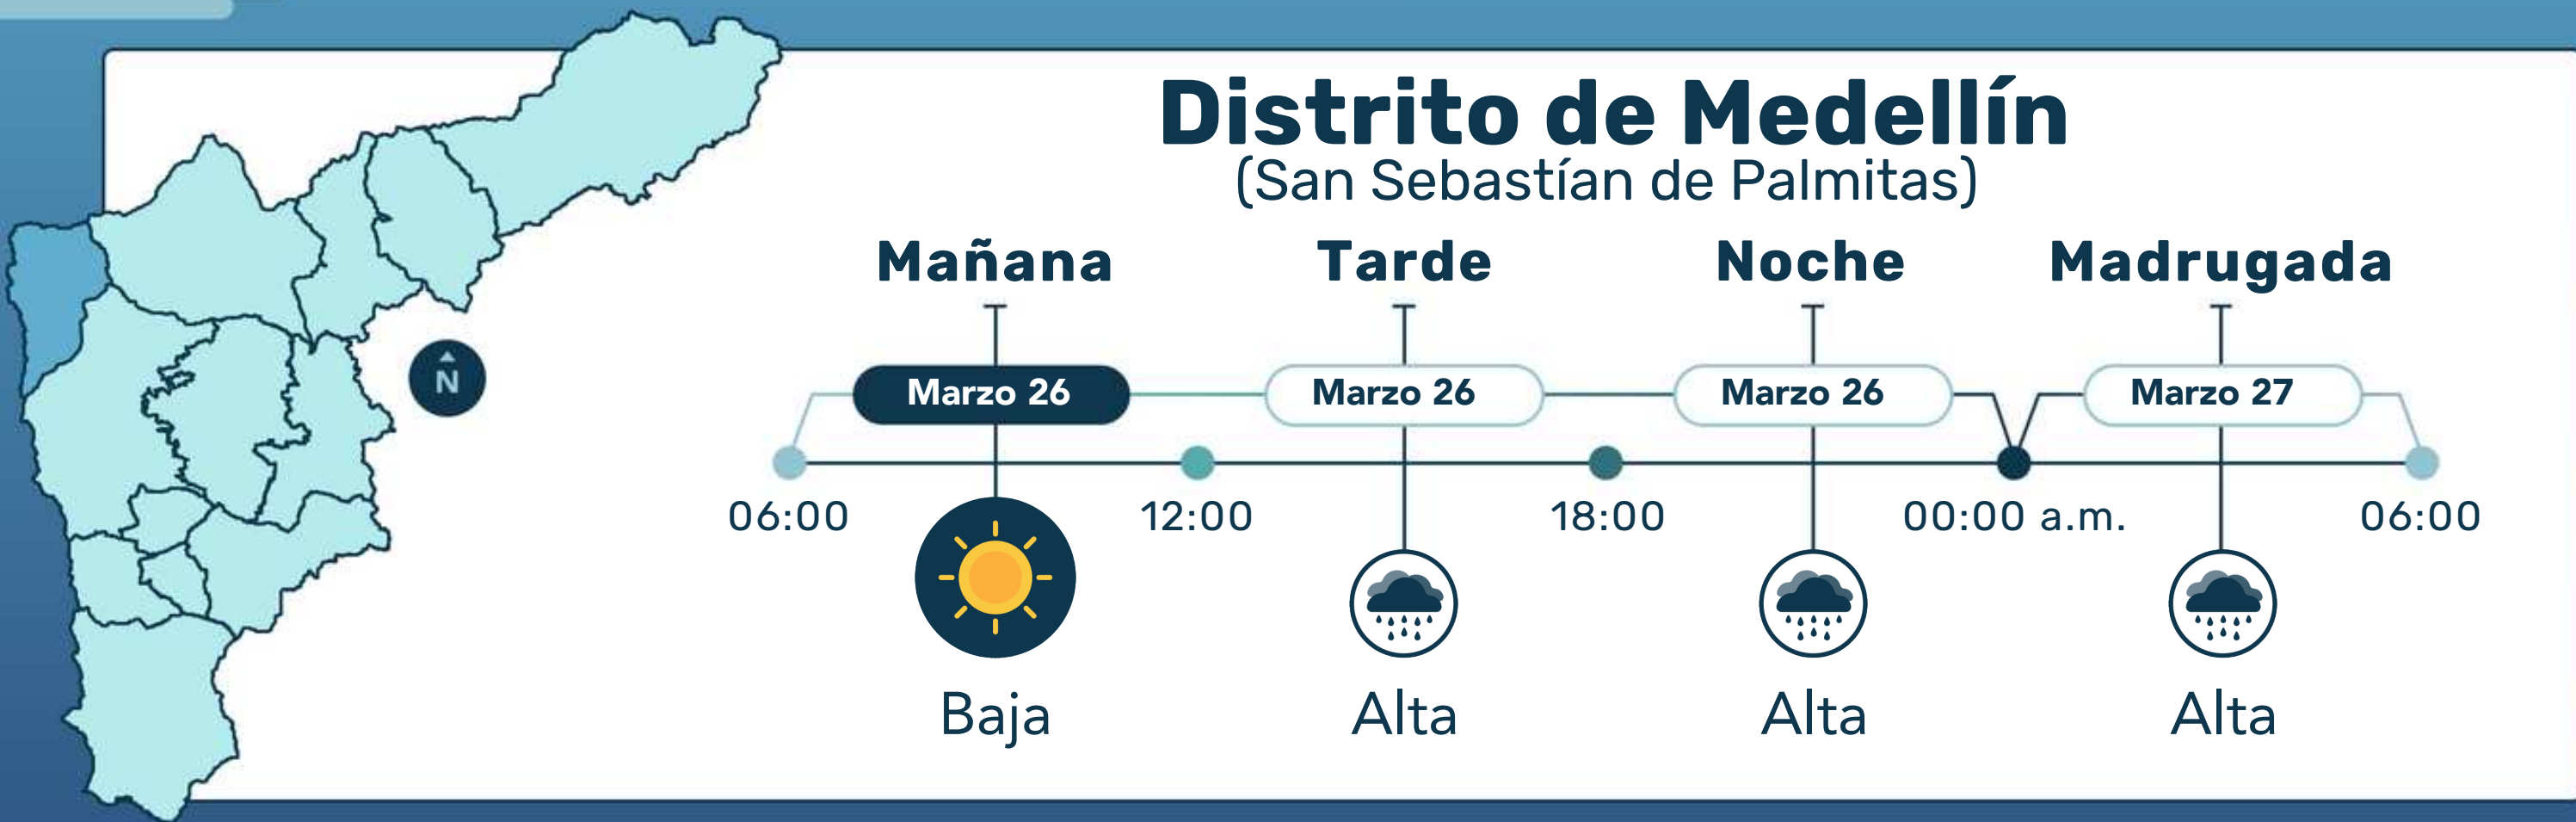 Distrito de Medellín
(San Sebastían de Palmitas)
Mañana Tarde Noche Madrugada
Marzo 26 Marzo 26 Marzo 26 Marzo 27
N
06:00 12:00 18:00 00:00 a.m. 06:00
Baja Alta Alta Alta